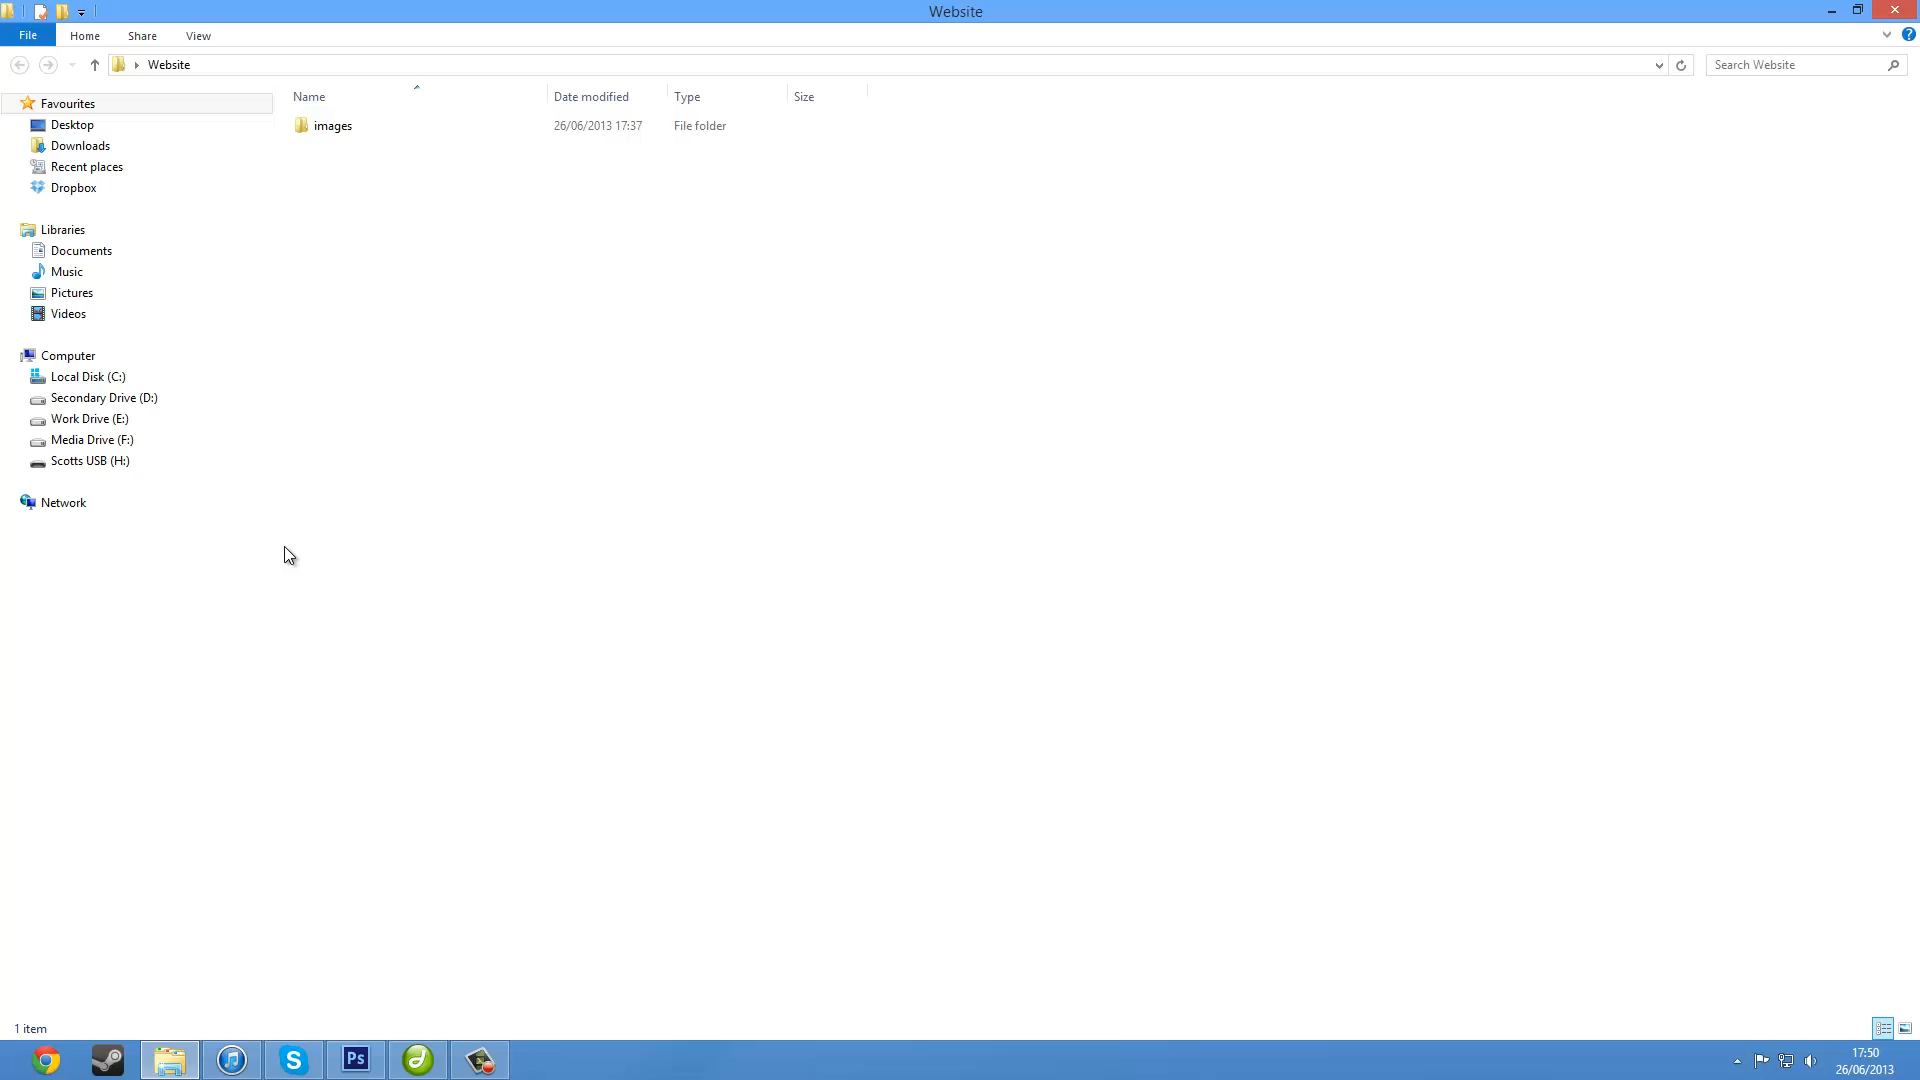 Website
File Home Share View
Website
Search Website
Name Date modified Type Size
images 26/06/2013 17:37 File folder
Favourites
Desktop
Downloads
Recent places
Dropbox
Libraries
Documents
Music
Pictures
Videos
Computer
Local Disk (C:)
Secondary Drive (D:)
Work Drive (E:)
Media Drive (F:)
Scotts USB (H:)
Network
1 item
Ps
17:50
26/06/2013